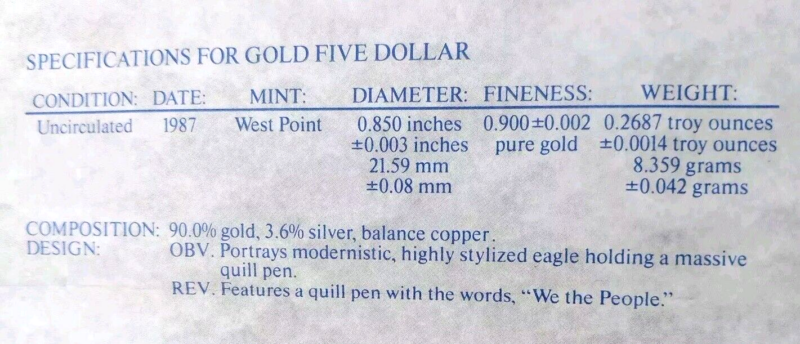 SPECIFICATIONS FOR GOLD FIVE DOLLAR
CONDITION: DATE: MINT: DIAMETER: FINENESS: WEIGHT:
Uncirculated 1987 West Point 0.850 inches 0.900±0.002 0.2687 troy ounces
±0.003 inches pure gold ±0.0014 troy ounces
21.59 mm 8.359 grams
±0.08 mm ±0.042 grams
COMPOSITION: 90.0% gold, 3.6% silver, balance copper.
DESIGN: OBV. Portrays modernistic, highly stylized eagle holding a massive
quill pen.
REV. Features a quill pen with the words, “We the People.”